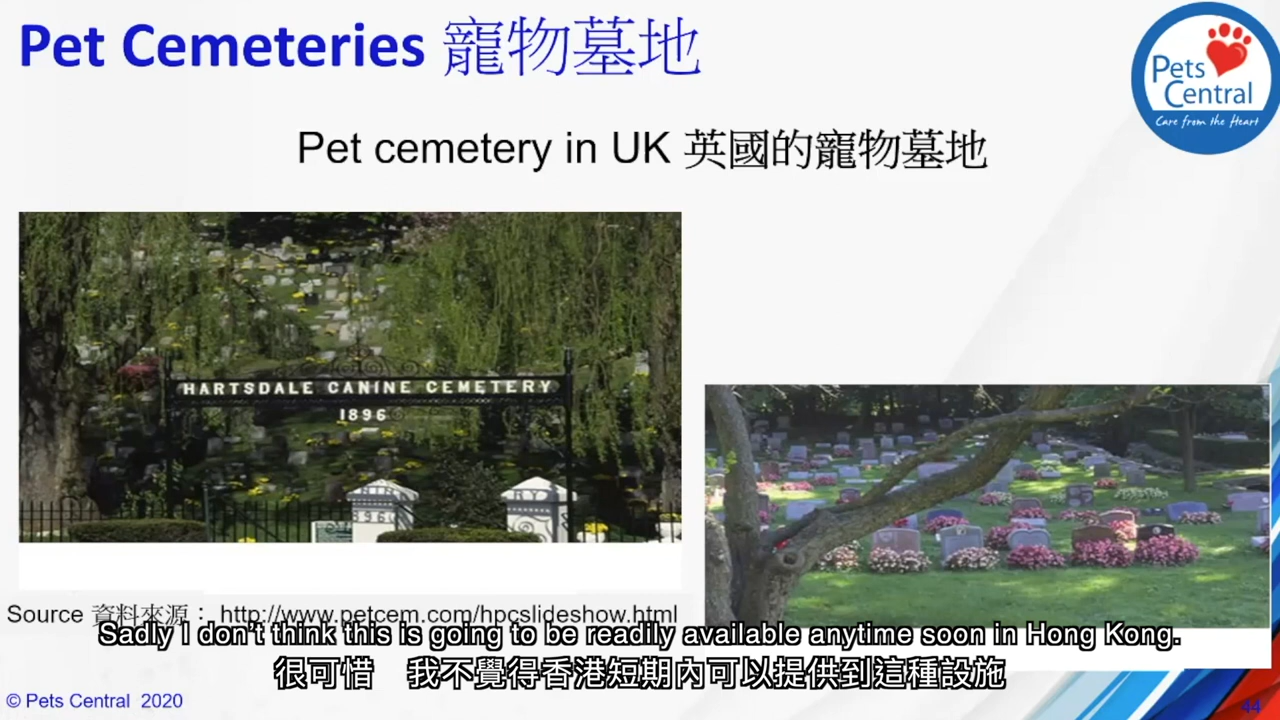 Pet Cemeteries 寵物墓地
Pets
Central
Care from the Heart
Pet cemetery in UK 英國的寵物墓地
HARTSDALE CANINE CEMETERY
1896
Source 資料來源： http://www.petcem.com/hpcslideshow.html
Sadly I don't think this is going to be readily available anytime soon in Hong Kong.
很可惜 我不覺得香港短期內可以提供到這種設施
© Pets Central 2020
44